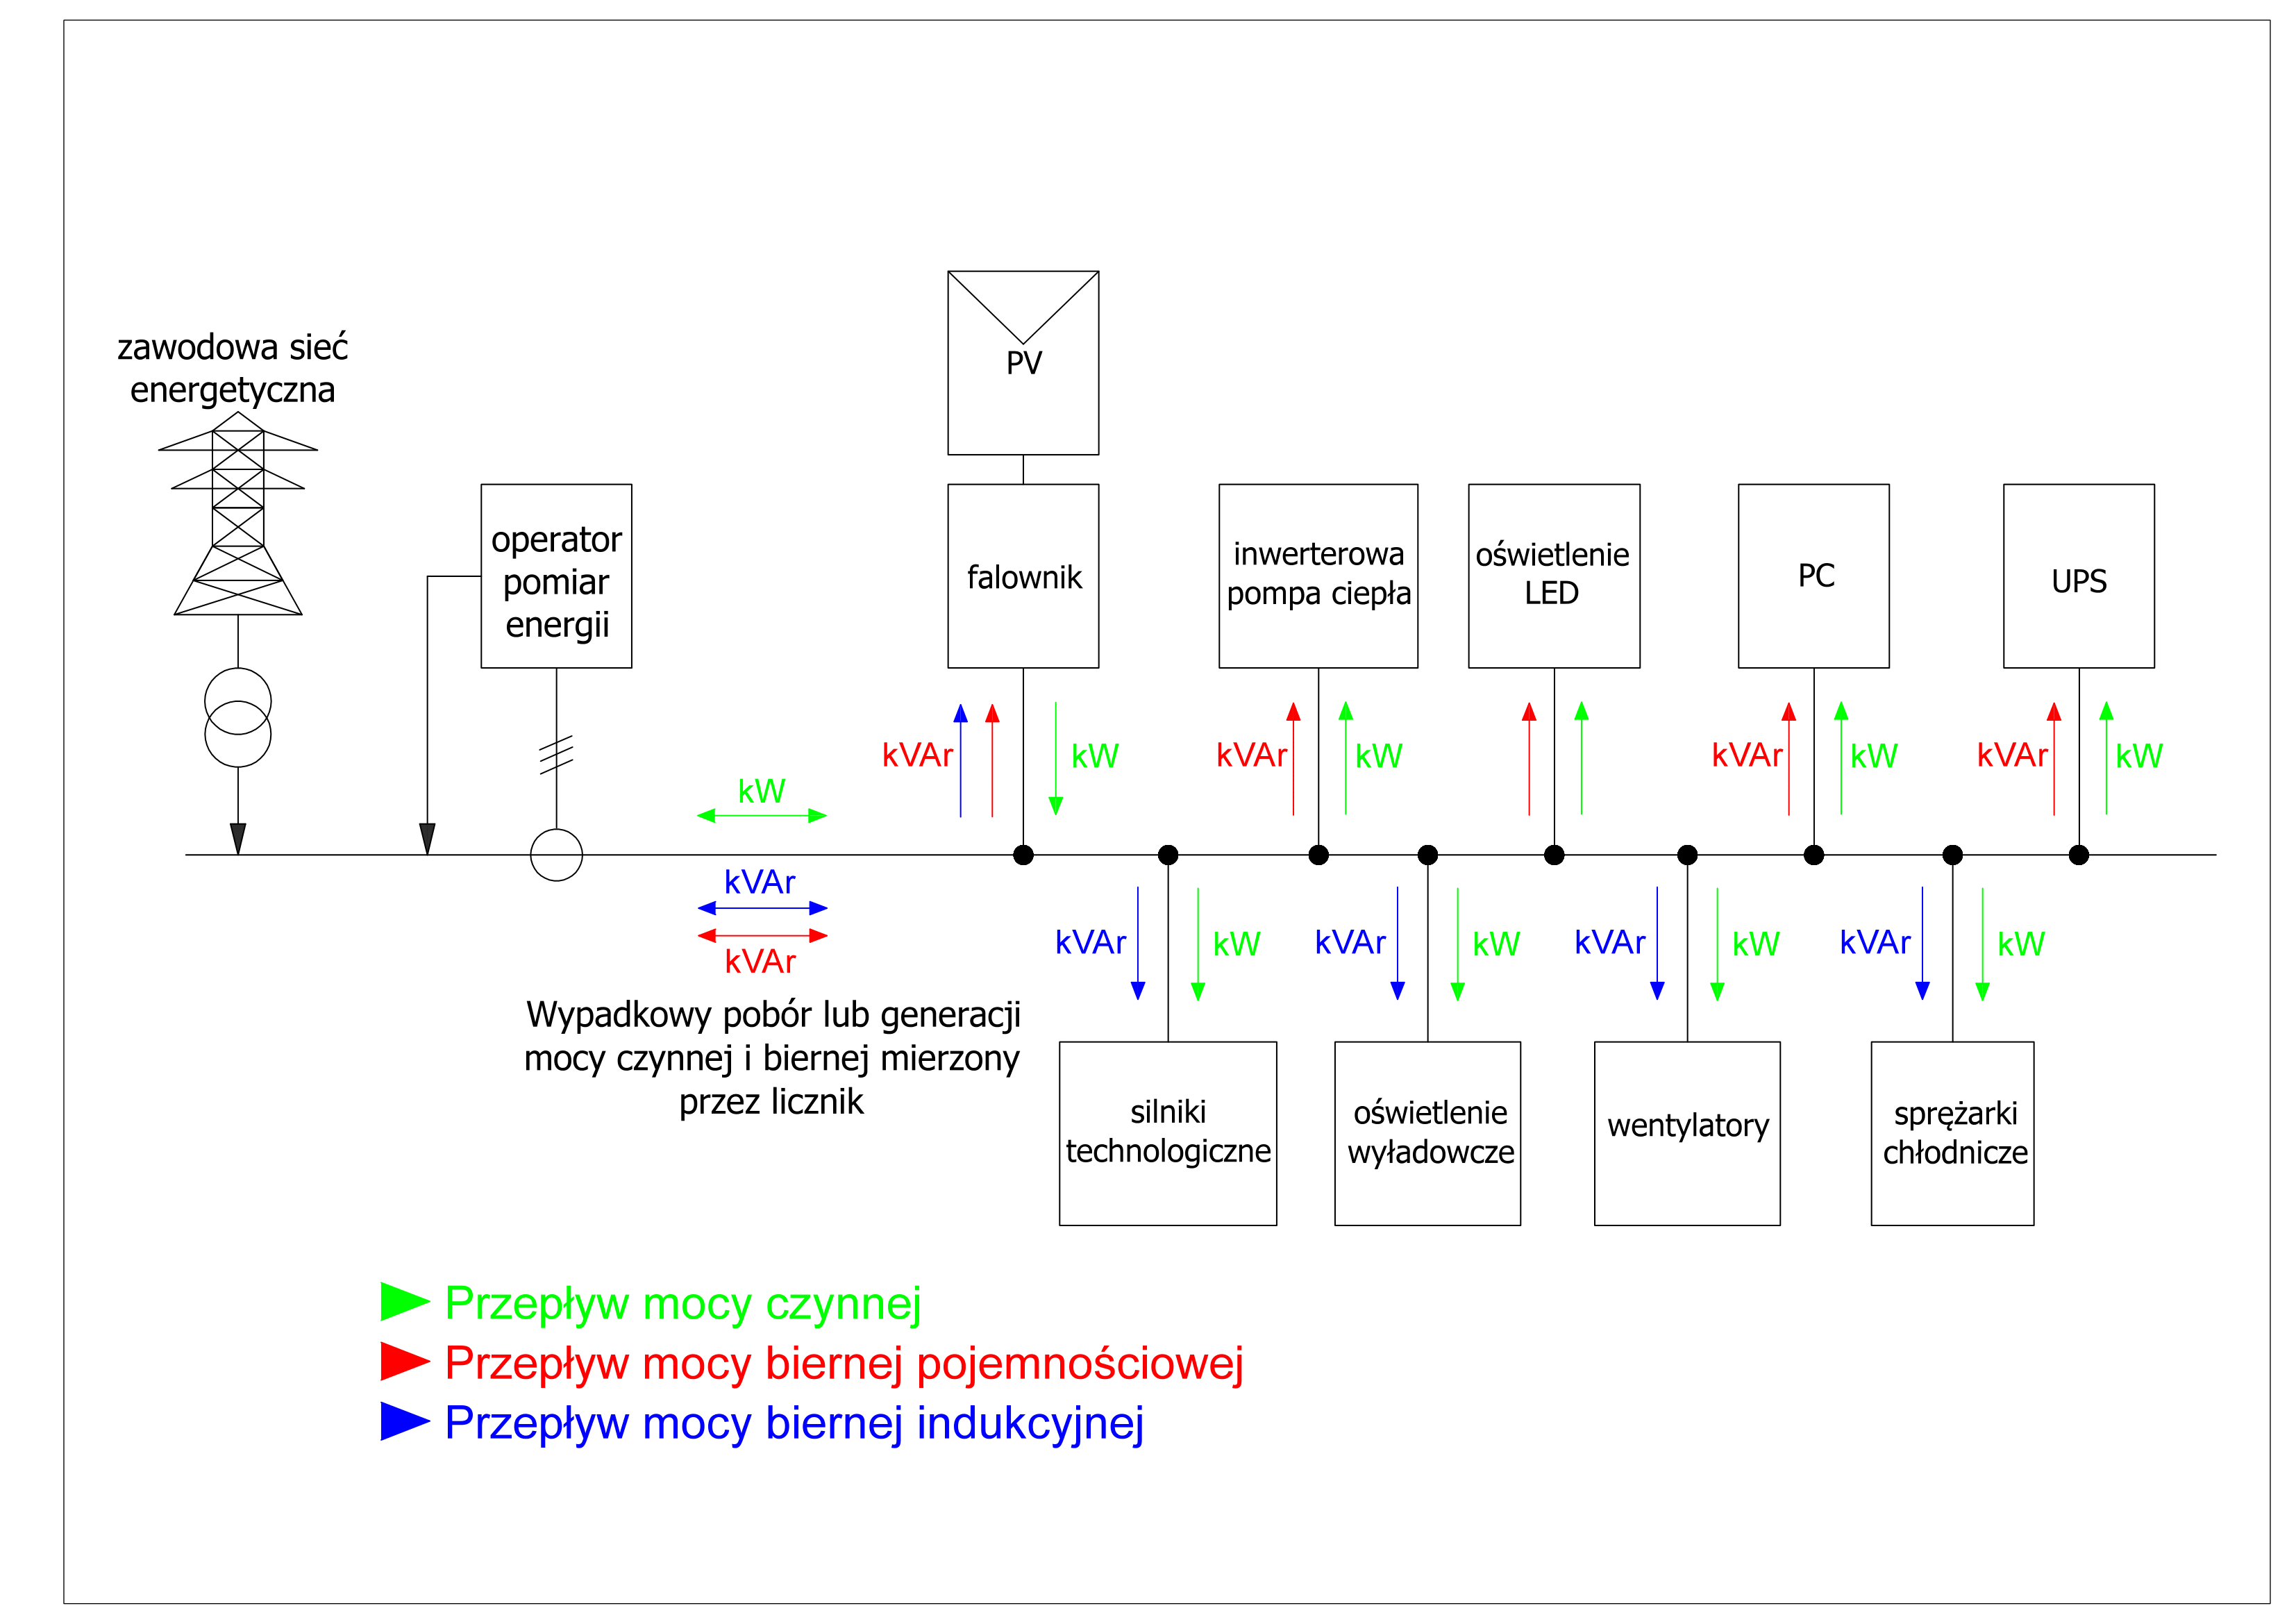 zawodowa sieć
energetyczna
operator
pomiar
energii
PV
falownik
inwerterowa
pompa ciepła
oświetlenie
LED
PC
UPS
kW
kVAr
kVAr
kVAr
kW
kVAr
kW
kVAr
kW
kVAr
kW
Wypadkowy pobór lub generacji
mocy czynnej i biernej mierzony
przez licznik
kVAr
kW
kVAr
kW
kVAr
kW
kVAr
kW
silniki
technologiczne
oświetlenie
wyładowcze
wentylatory
sprężarki
chłodnicze
Przepływ mocy czynnej
Przepływ mocy biernej pojemnościowej
Przepływ mocy biernej indukcyjnej